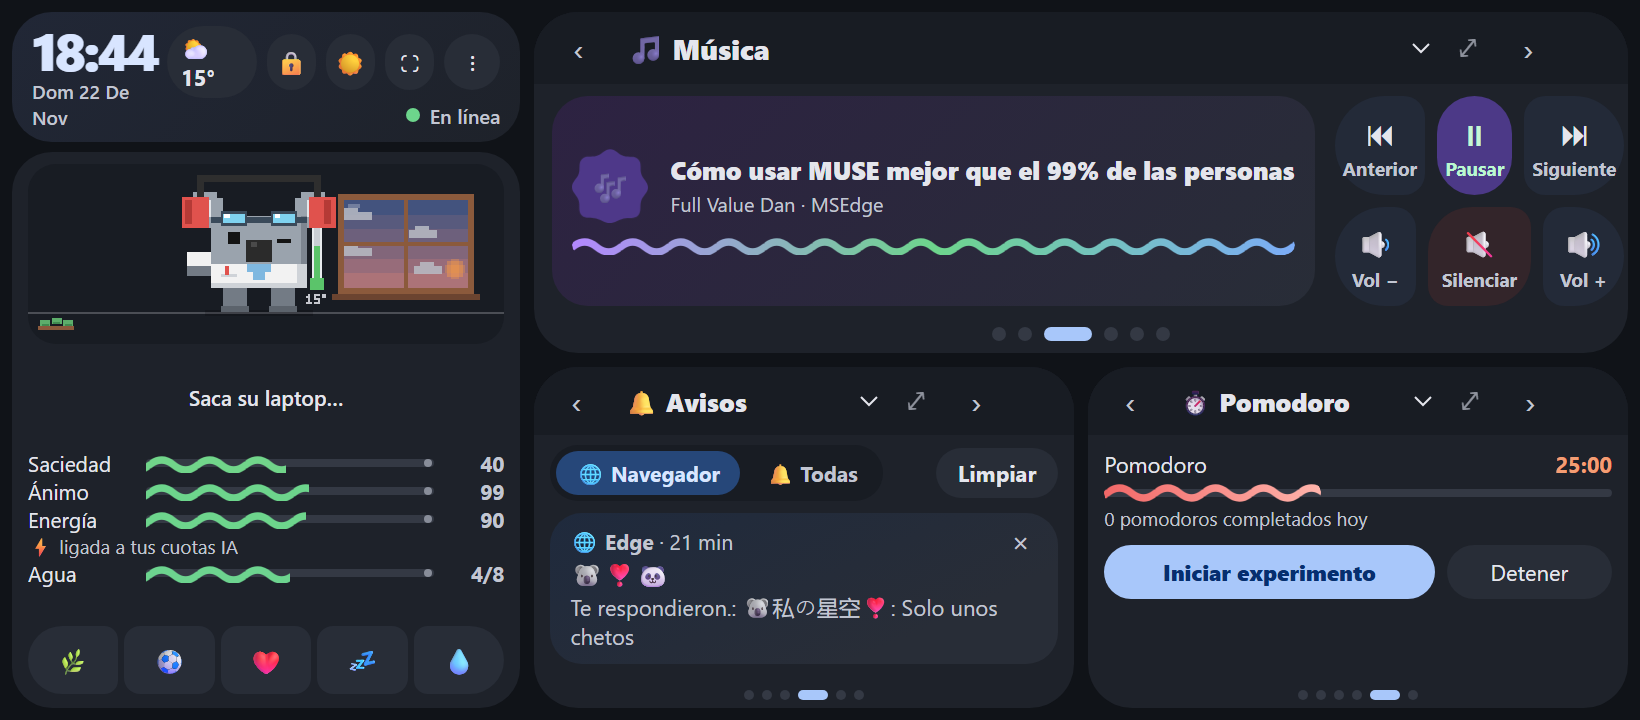 18:44
Dom 22 De
Nov
15°
En línea
15°
Saca su laptop...
Saciedad 40
Ánimo 99
Energía 90
ligada a tus cuotas IA
Agua 4/8
Música
Cómo usar MUSE mejor que el 99% de las personas
Full Value Dan · MSEdge
Anterior
Pausar
Siguiente
Vol −
Silenciar
Vol +
Avisos
Navegador
Todas
Limpiar
Edge · 21 min
🐨❣️🐼
Te respondieron.: 🐨私の星空❣️: Solo unos
chetos
Pomodoro
Pomodoro 25:00
0 pomodoros completados hoy
Iniciar experimento
Detener